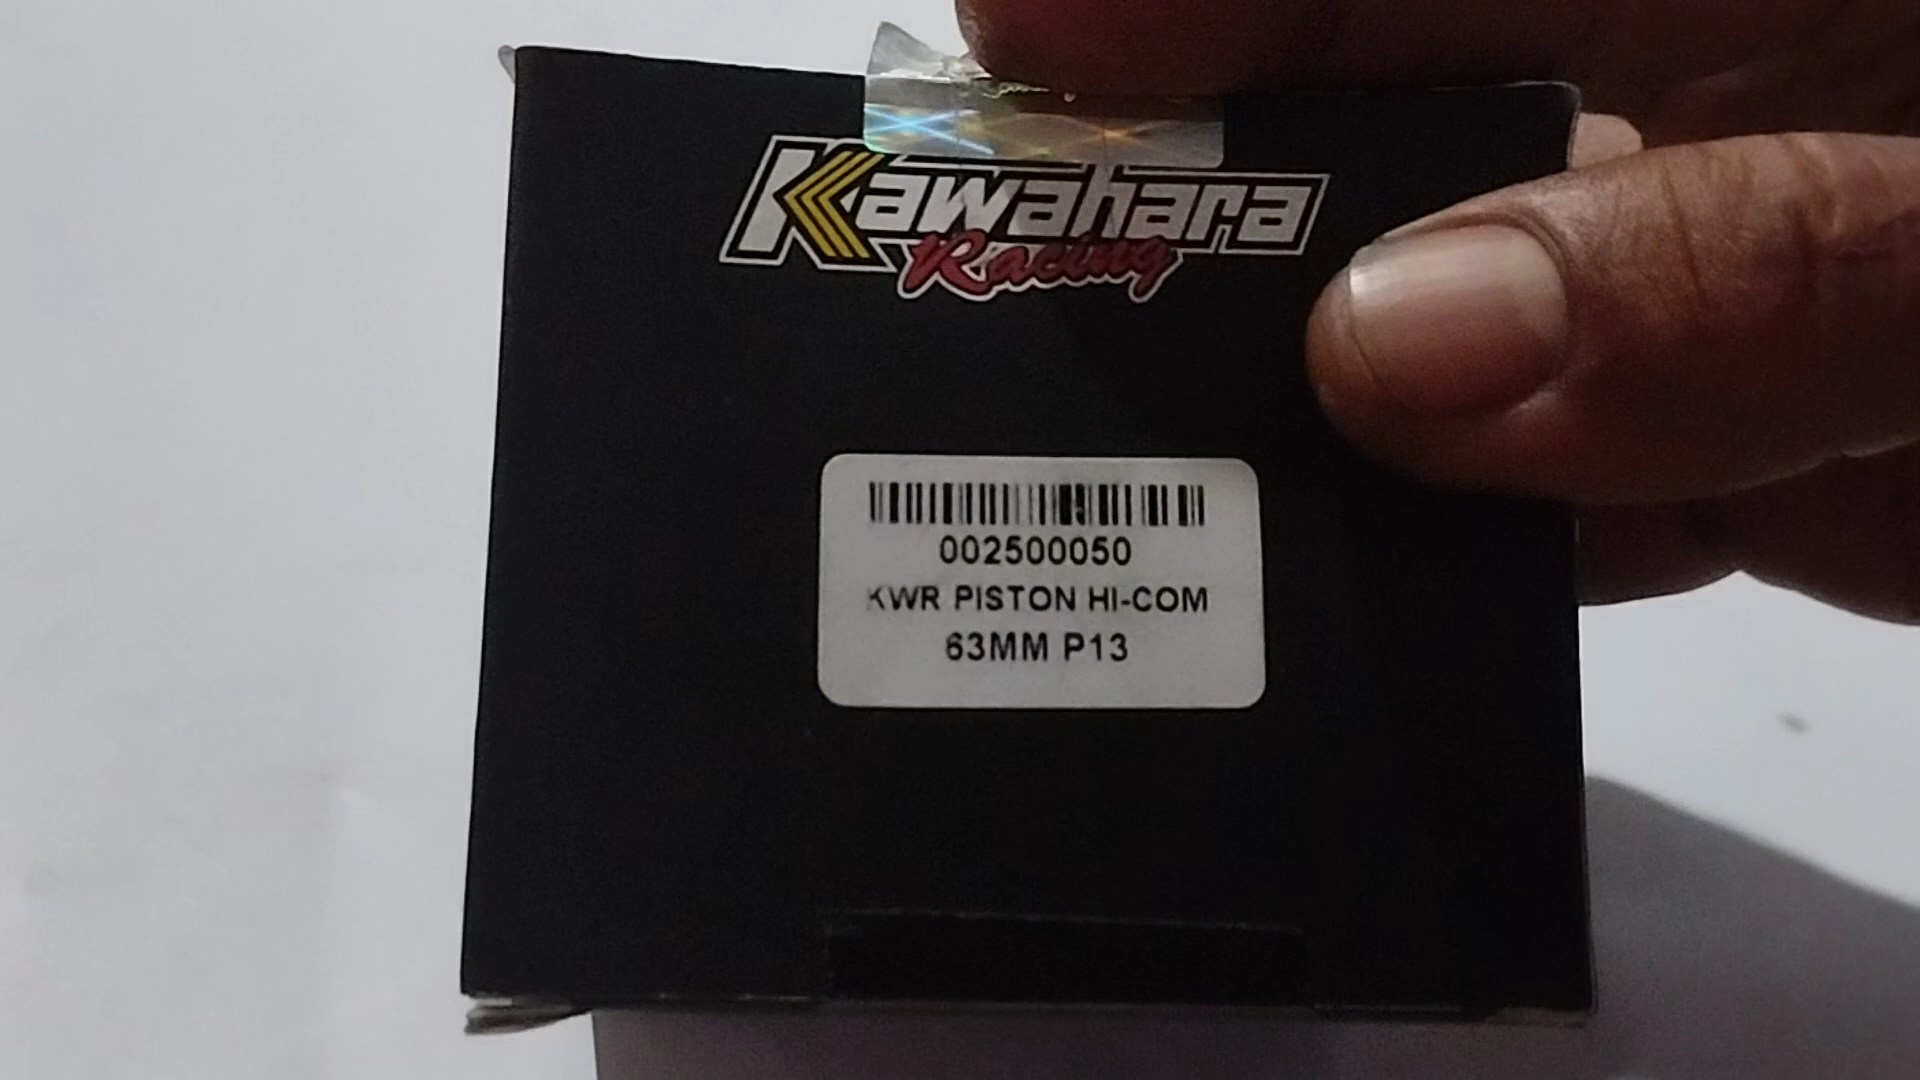 Kawahara
Racing
002500050
KWR PISTON HI-COM
63MM P13